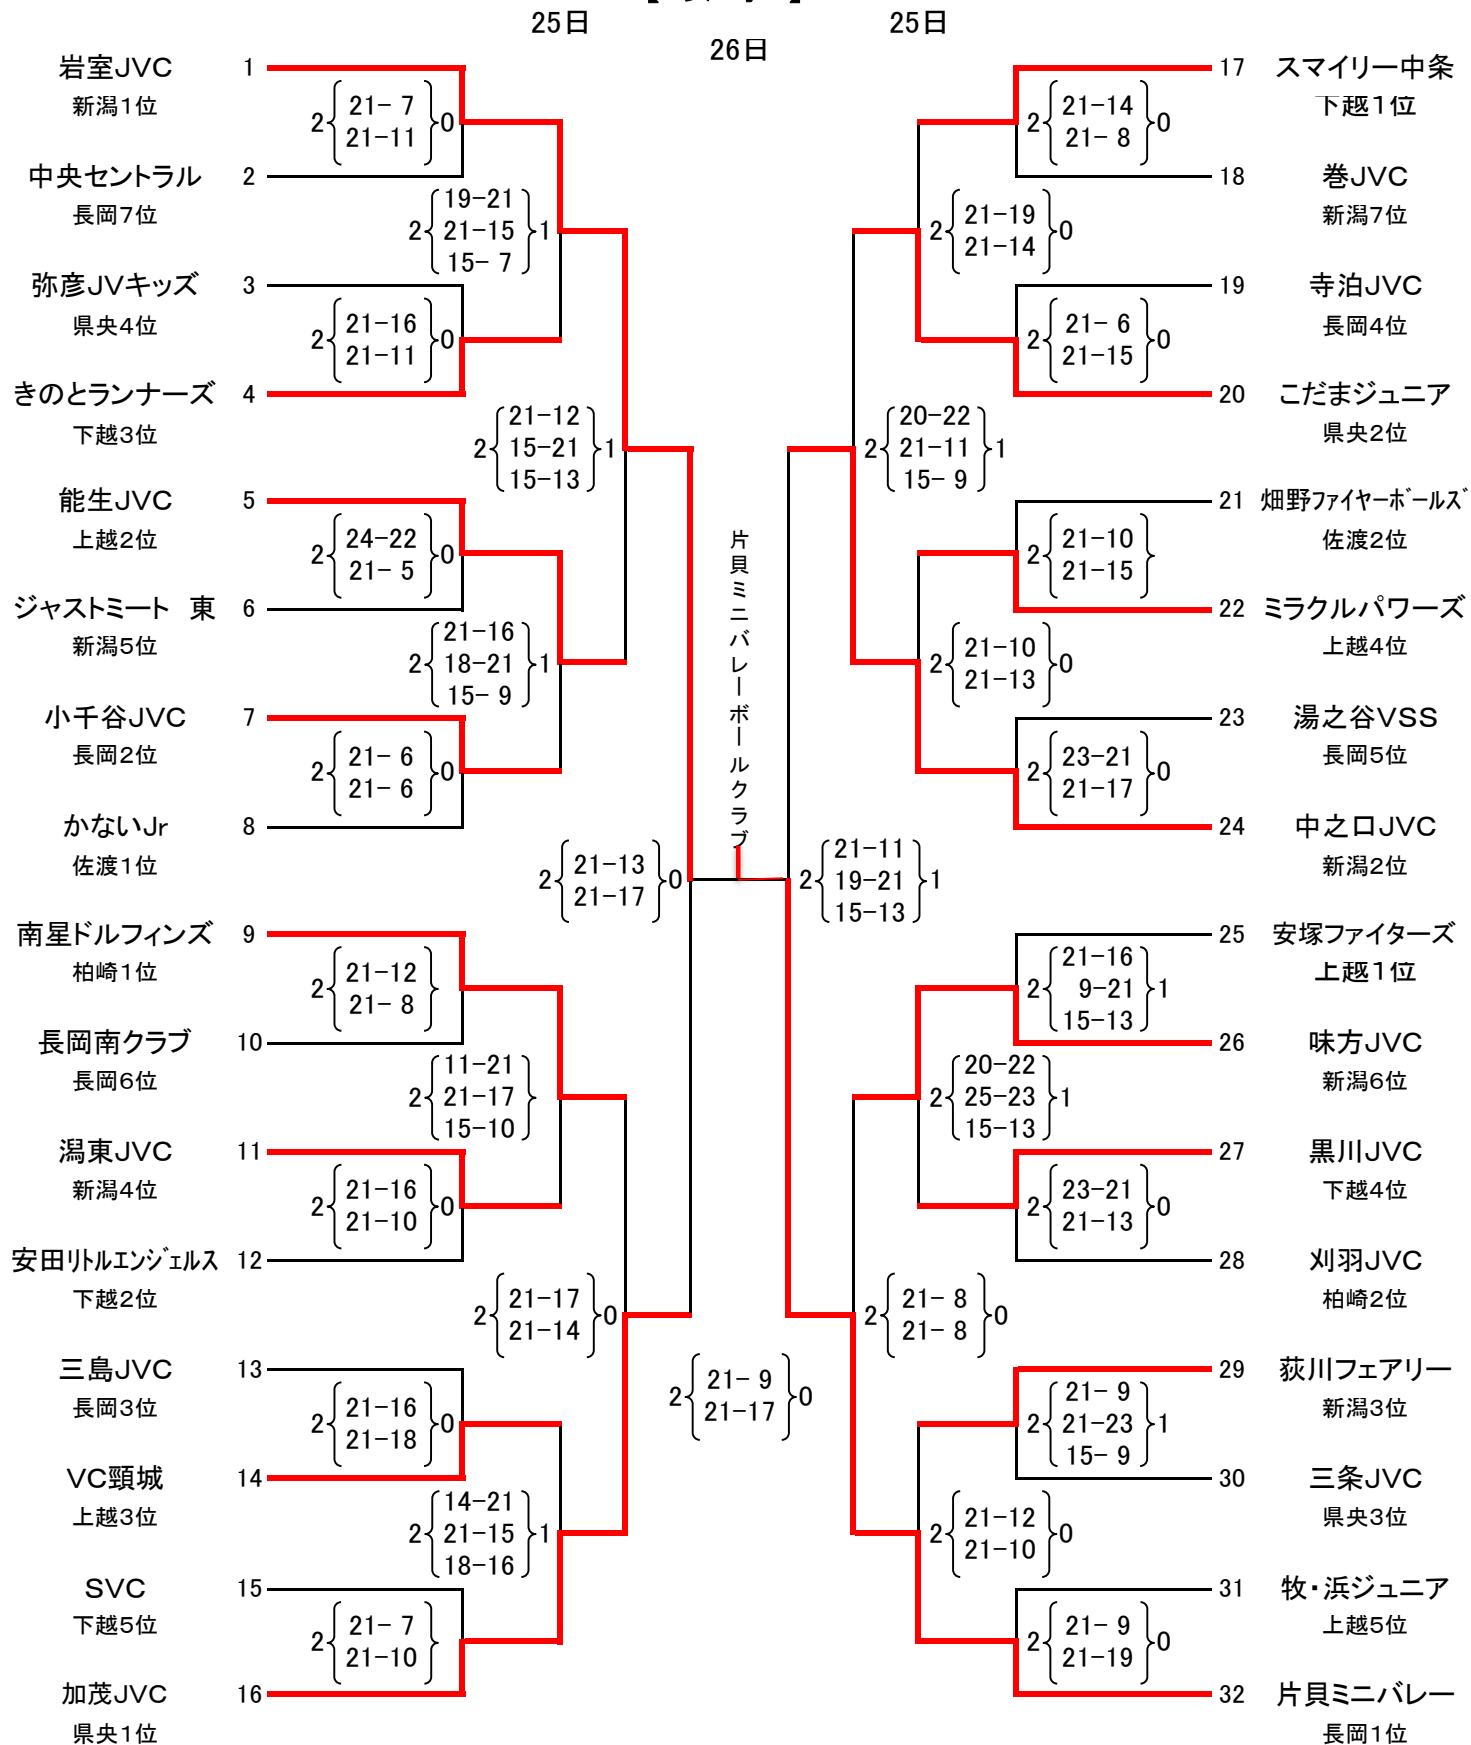 25日
25日
26日
岩室JVC 1
新潟1位
2 21- 7 0
21-11
中央セントラル 2
長岡7位
2 19-21 1
21-15
15- 7
弥彦JVキッズ 3
県央4位
2 21-16 0
21-11
きのとランナーズ 4
下越3位
2 21-12 1
15-21
15-13
能生JVC 5
上越2位
2 24-22 0
21- 5
ジャストミート 東 6
新潟5位
2 21-16 1
18-21
15- 9
小千谷JVC 7
長岡2位
2 21- 6 0
21- 6
かないJr 8
佐渡1位
2 21-13 0
21-17
南星ドルフィンズ 9
柏崎1位
2 21-12
21- 8
長岡南クラブ 10
長岡6位
2 11-21
21-17
15-10
潟東JVC 11
新潟4位
2 21-16 0
21-10
安田リトルエンジェルス 12
下越2位
2 21-17 0
21-14
三島JVC 13
長岡3位
2 21-16 0
21-18
VC頸城 14
上越3位
2 14-21 1
21-15
18-16
SVC 15
下越5位
2 21- 7
21-10
加茂JVC 16
県央1位
片貝ミニバレーボールクラブ
2 21- 9 0
21-17
17 スマイリー中条
下越1位
2 21-14 0
21- 8
18 巻JVC
新潟7位
2 21-19 0
21-14
19 寺泊JVC
長岡4位
2 21- 6 0
21-15
20 こだまジュニア
県央2位
2 20-22 1
21-11
15- 9
21 畑野ファイヤーボールズ
佐渡2位
2 21-10
21-15
22 ミラクルパワーズ
上越4位
2 21-10 0
21-13
23 湯之谷VSS
長岡5位
2 23-21 0
21-17
24 中之口JVC
新潟2位
2 21-11 1
19-21
15-13
25 安塚ファイターズ
上越1位
2 21-16 1
9-21
15-13
26 味方JVC
新潟6位
2 20-22 1
25-23
15-13
27 黒川JVC
下越4位
2 23-21 0
21-13
28 刈羽JVC
柏崎2位
2 21- 8 0
21- 8
29 荻川フェアリー
新潟3位
2 21- 9 1
21-23
15- 9
30 三条JVC
県央3位
2 21-12 0
21-10
31 牧・浜ジュニア
上越5位
2 21- 9 0
21-19
32 片貝ミニバレー
長岡1位